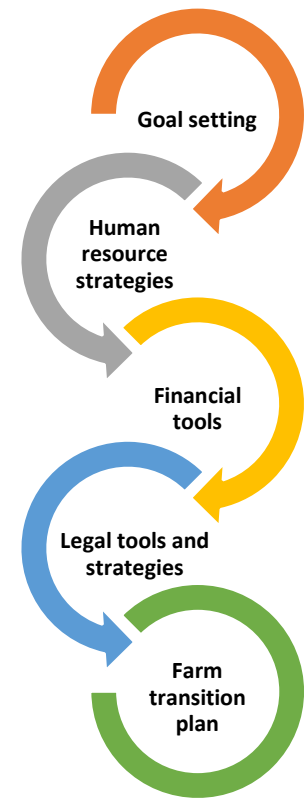 Goal setting
Human
resource
strategies
Financial
tools
Legal tools and
strategies
Farm
transition
plan